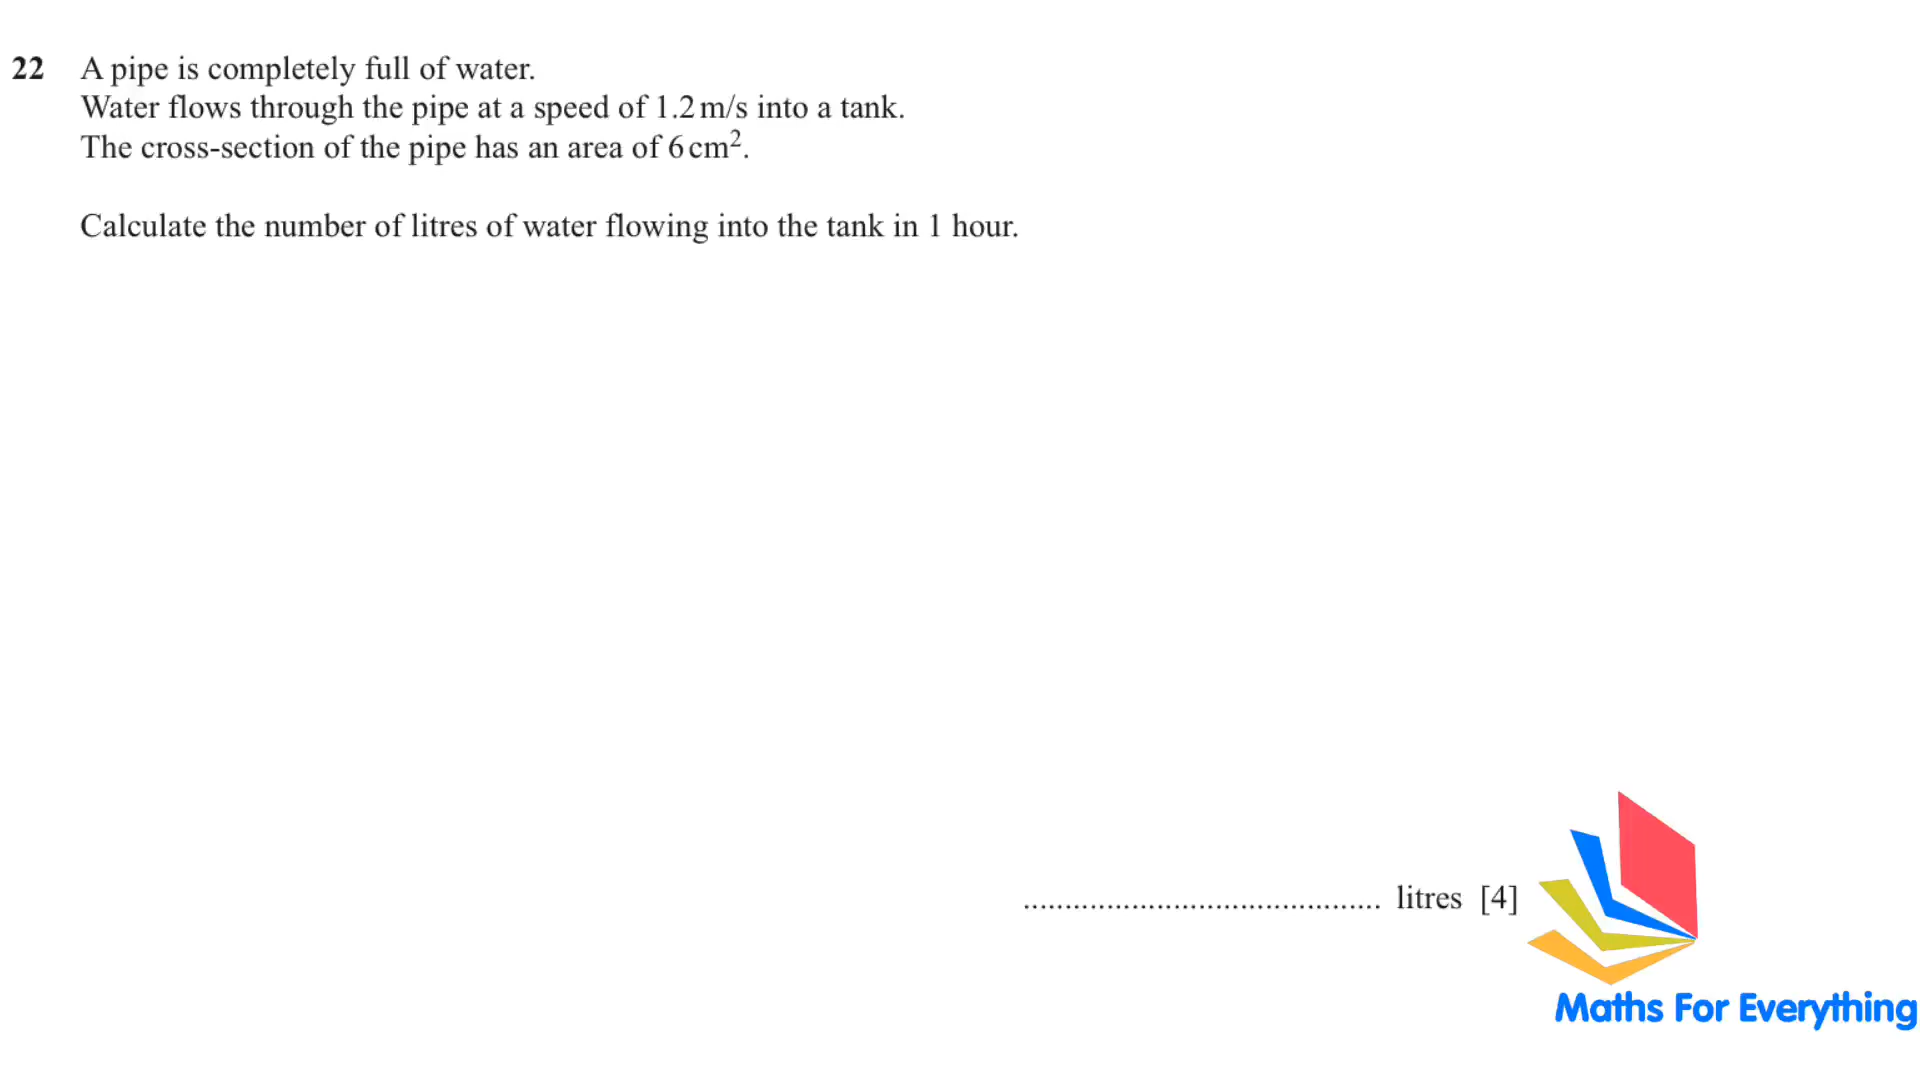 22 A pipe is completely full of water.
Water flows through the pipe at a speed of 1.2 m/s into a tank.
The cross-section of the pipe has an area of 6 cm².
Calculate the number of litres of water flowing into the tank in 1 hour.
........................................... litres [4]
Maths For Everything